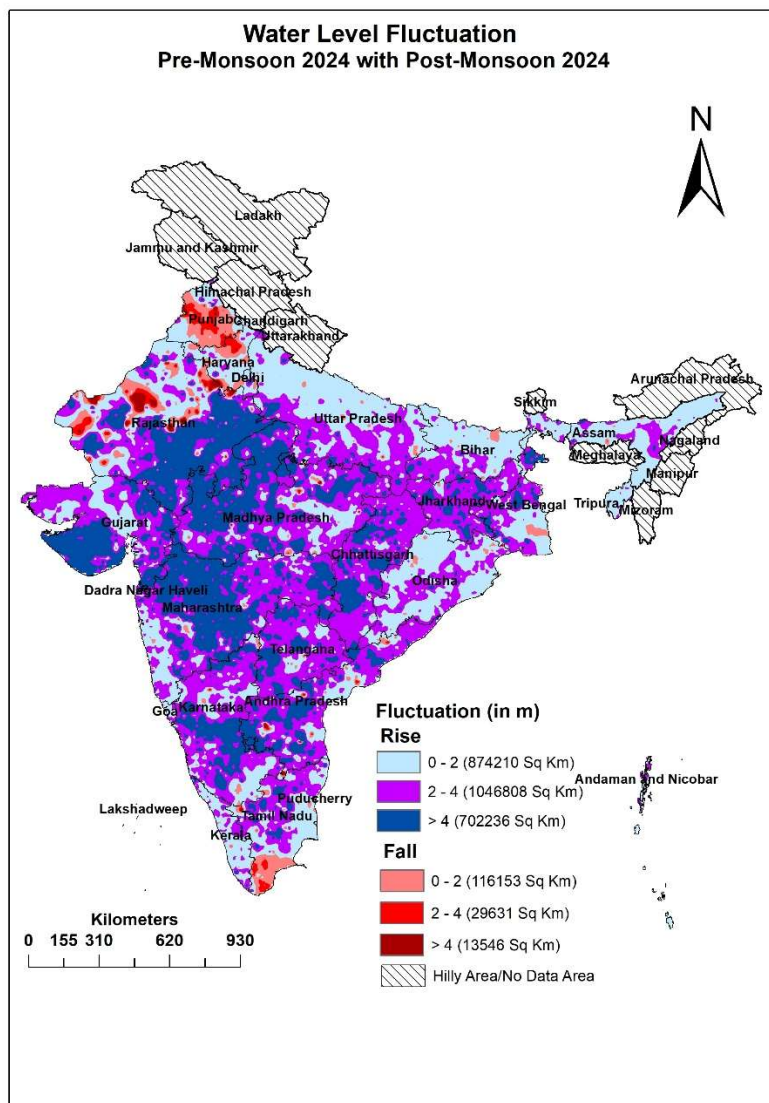 Water Level Fluctuation
Pre-Monsoon 2024 with Post-Monsoon 2024
N
Ladakh
Jammu and Kashmir
Himachal Pradesh
Punjab
Chandigarh
Uttarakhand
Haryana
Delhi
Arunachal Pradesh
Sikkim
Rajasthan
Uttar Pradesh
Assam
Nagaland
Bihar
Meghalaya
Manipur
Jharkhand
West Bengal
Tripura
Mizoram
Gujarat
Madhya Pradesh
Chhattusgarh
Odisha
Dadra Nagar Haveli
Maharashtra
Telangana
Goa
Karnataka
Andhra Pradesh
Fluctuation (in m)
Rise
0 - 2 (874210 Sq Km)
2 - 4 (1046808 Sq Km)
> 4 (702236 Sq Km)
Andaman and Nicobar
Puducherry
Lakshadweep
Tamil Nadu
Kerala
Fall
0 - 2 (116153 Sq Km)
2 - 4 (29631 Sq Km)
> 4 (13546 Sq Km)
Hilly Area/No Data Area
Kilometers
0 155 310 620 930